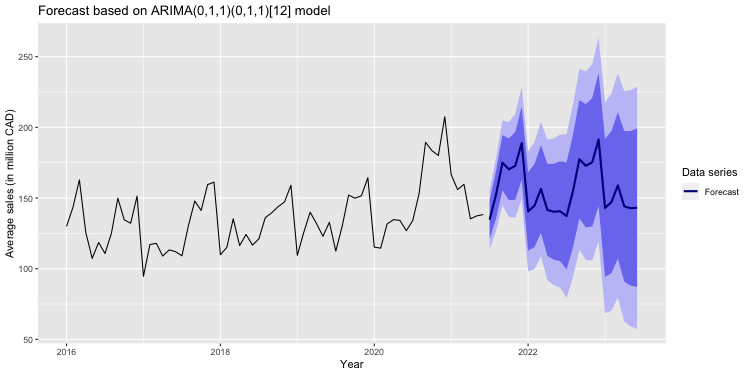 Forecast based on ARIMA(0,1,1)(0,1,1)[12] model
250
200
150
100
50
Average sales (in million CAD)
2016
2018
2020
2022
Year
Data series
Forecast